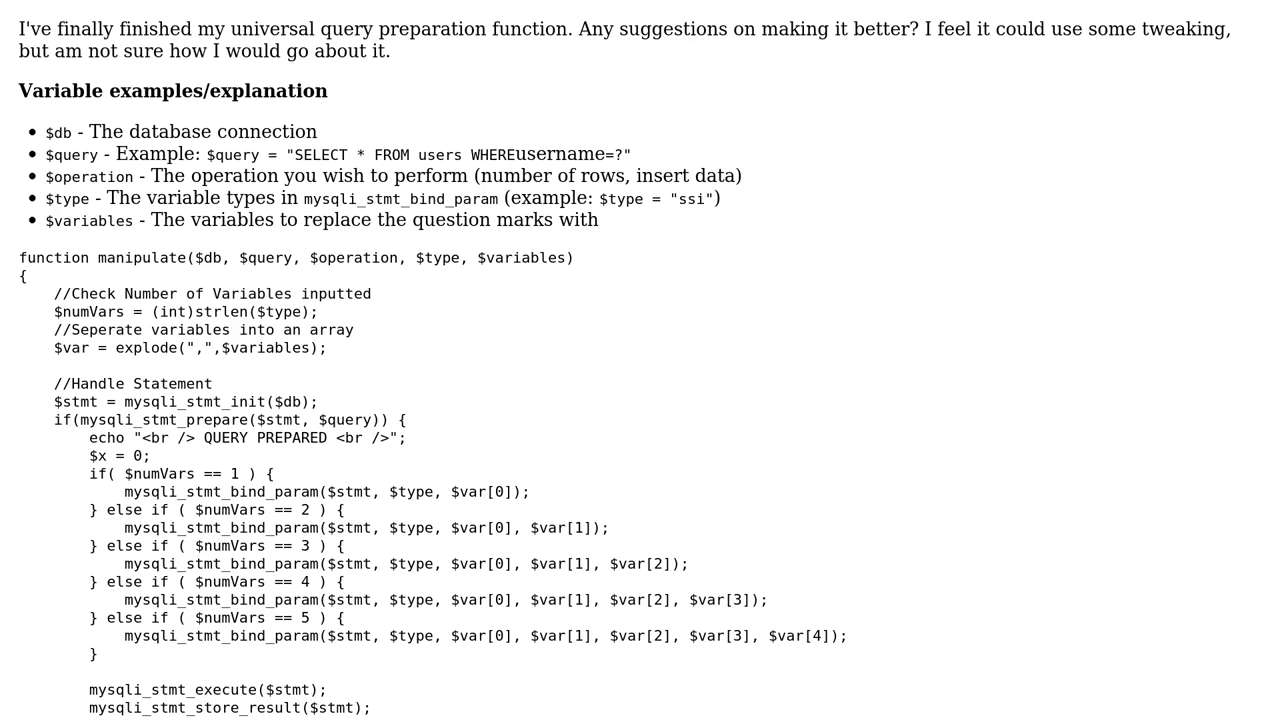 I've finally finished my universal query preparation function. Any suggestions on making it better? I feel it could use some tweaking,
but am not sure how I would go about it.
Variable examples/explanation
• $db - The database connection
• $query - Example: $query = "SELECT * FROM users WHEREusername=?"
• $operation - The operation you wish to perform (number of rows, insert data)
• $type - The variable types in mysqli_stmt_bind_param (example: $type = "ssi")
• $variables - The variables to replace the question marks with
function manipulate($db, $query, $operation, $type, $variables)
{
    //Check Number of Variables inputted
    $numVars = (int)strlen($type);
    //Seperate variables into an array
    $var = explode(",",$variables);
    //Handle Statement
    $stmt = mysqli_stmt_init($db);
    if(mysqli_stmt_prepare($stmt, $query)) {
        echo "<br /> QUERY PREPARED <br />";
        $x = 0;
        if( $numVars == 1 ) {
            mysqli_stmt_bind_param($stmt, $type, $var[0]);
        } else if ( $numVars == 2 ) {
            mysqli_stmt_bind_param($stmt, $type, $var[0], $var[1]);
        } else if ( $numVars == 3 ) {
            mysqli_stmt_bind_param($stmt, $type, $var[0], $var[1], $var[2]);
        } else if ( $numVars == 4 ) {
            mysqli_stmt_bind_param($stmt, $type, $var[0], $var[1], $var[2], $var[3]);
        } else if ( $numVars == 5 ) {
            mysqli_stmt_bind_param($stmt, $type, $var[0], $var[1], $var[2], $var[3], $var[4]);
        }
        mysqli_stmt_execute($stmt);
        mysqli_stmt_store_result($stmt);